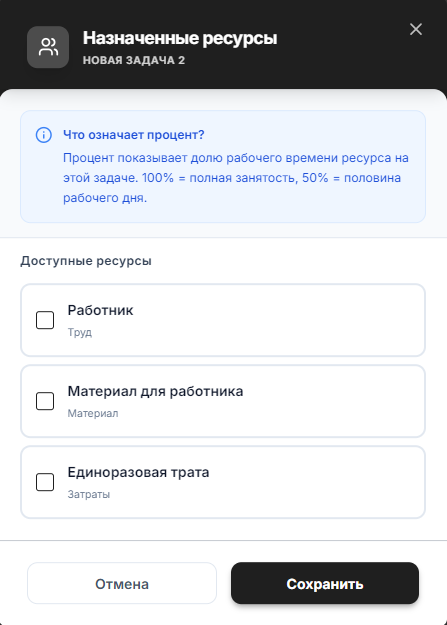 Назначенные ресурсы
НОВАЯ ЗАДАЧА 2
Что означает процент?
Процент показывает долю рабочего времени ресурса на
этой задаче. 100% = полная занятость, 50% = половина
рабочего дня.
Доступные ресурсы
Работник
Труд
Материал для работника
Материал
Единоразовая трата
Затраты
Отмена
Сохранить